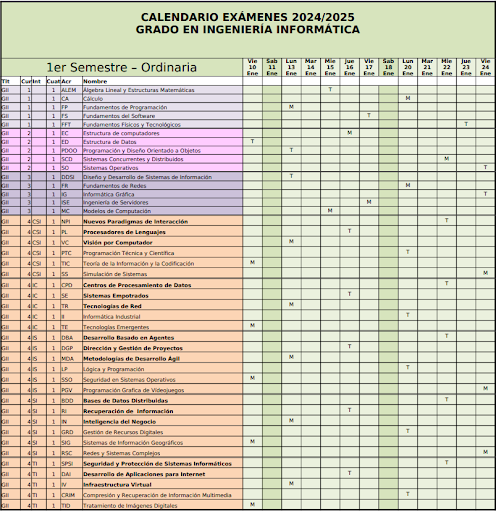 CALENDARIO EXÁMENES 2024/2025
GRADO EN INGENIERÍA INFORMÁTICA
1er Semestre – Ordinaria
Vie Sab Lun Mar Mie Jue Vie Sab Lun Mar Mie Jue Vie
10 11 13 14 15 16 17 18 20 21 22 23 24
Ene Ene Ene Ene Ene Ene Ene Ene Ene Ene Ene Ene Ene
Tit Cur Int Cuat Acr Nombre
GII 1 1 ALEM Álgebra Lineal y Estructuras Matemáticas T
GII 1 1 CA Cálculo M
GII 1 1 FP Fundamentos de Programación M
GII 1 1 FS Fundamentos del Software T
GII 1 1 FFT Fundamentos Físicos y Tecnológicos T
GII 2 1 EC Estructura de computadores M
GII 2 1 ED Estructura de Datos T
GII 2 1 PDOO Programación y Diseño Orientado a Objetos T
GII 2 1 SCD Sistemas Concurrentes y Distribuidos M
GII 2 1 SO Sistemas Operativos T
GII 3 1 DDSI Diseño y Desarrollo de Sistemas de Información T
GII 3 1 FR Fundamentos de Redes M
GII 3 1 IG Informática Gráfica T
GII 3 1 ISE Ingeniería de Servidores M
GII 3 1 MC Modelos de Computación M
GII 4 CSI 1 NPI Nuevos Paradigmas de Interacción T
GII 4 CSI 1 PL Procesadores de Lenguajes T
GII 4 CSI 1 VC Visión por Computador M
GII 4 CSI 1 PTC Programación Técnica y Científica T
GII 4 CSI 1 TIC Teoría de la Información y la Codificación M
GII 4 CSI 1 SS Simulación de Sistemas M
GII 4 IC 1 CPD Centros de Procesamiento de Datos T
GII 4 IC 1 SE Sistemas Empotrados T
GII 4 IC 1 TR Tecnologías de Red M
GII 4 IC 1 II Informática Industrial T
GII 4 IC 1 TE Tecnologías Emergentes M
GII 4 IS 1 DBA Desarrollo Basado en Agentes T
GII 4 IS 1 DGP Dirección y Gestión de Proyectos T
GII 4 IS 1 MDA Metodologías de Desarrollo Ágil M
GII 4 IS 1 LP Lógica y Programación T
GII 4 IS 1 SSO Seguridad en Sistemas Operativos M
GII 4 IS 1 PGV Programación Grafica de Videojuegos M
GII 4 SI 1 BDD Bases de Datos Distribuidas T
GII 4 SI 1 RI Recuperación de Información T
GII 4 SI 1 IN Inteligencia del Negocio M
GII 4 SI 1 GRD Gestión de Recursos Digitales T
GII 4 SI 1 SIG Sistemas de Información Geográficos M
GII 4 SI 1 RSC Redes y Sistemas Complejos M
GII 4 TI 1 SPSI Seguridad y Protección de Sistemas Informáticos T
GII 4 TI 1 DAI Desarrollo de Aplicaciones para Internet T
GII 4 TI 1 IV Infraestructura Virtual M
GII 4 TI 1 CRIM Compresión y Recuperación de Información Multimedia T
GII 4 TI 1 TID Tratamiento de Imágenes Digitales M